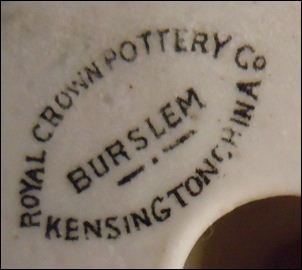 ROYAL CROWN POTTERY Co
BURSLEM
KENSINGTON CHINA